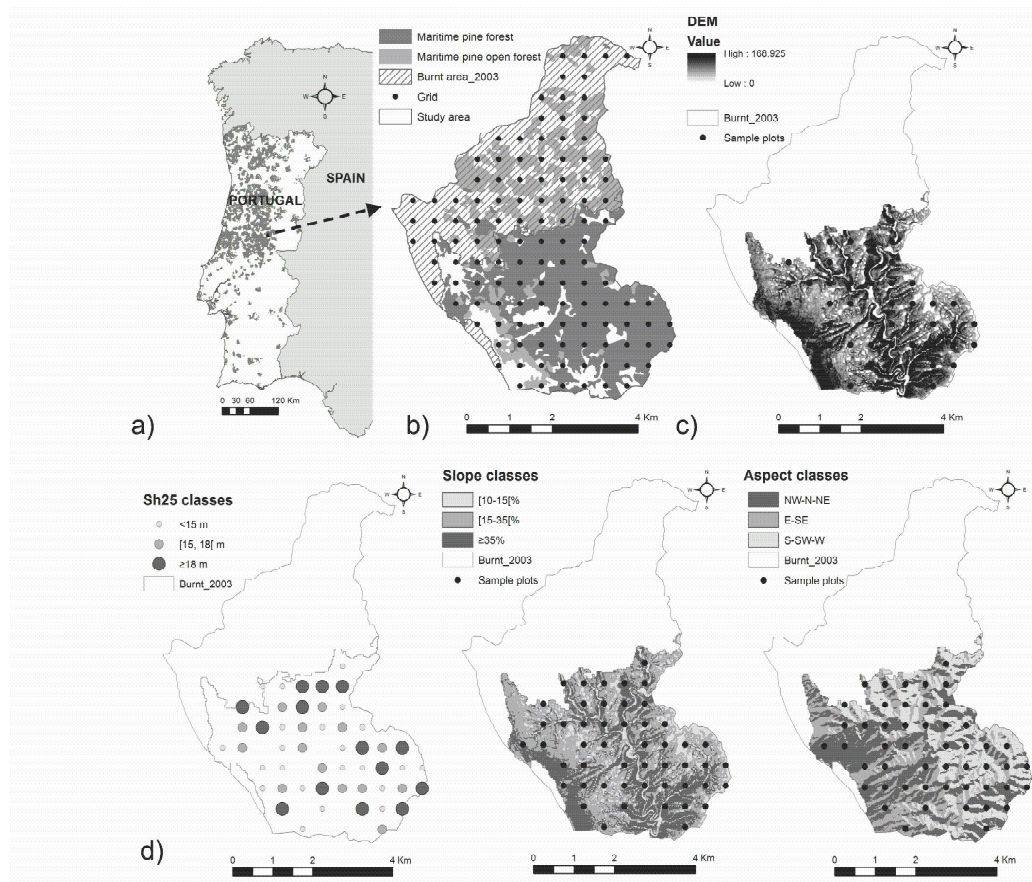 N
W E
S
SPAIN
PORTUGAL
0 30 60 120 Km
a)
Maritime pine forest
Maritime pine open forest
Burnt area_2003
Grid
Study area
N
W E
S
0 1 2 4 Km
b)
DEM
Value
High : 168.925
Low : 0
Burnt_2003
Sample plots
N
W E
S
0 1 2 4 Km
c)
Sh25 classes
<15 m
[15, 18[ m
≥18 m
Burnt_2003
0 1 2 4 Km
d)
Slope classes
[10-15[%
[15-35[%
≥35%
Burnt_2003
Sample plots
N
W E
S
0 1 2 4 Km
Aspect classes
NW-N-NE
E-SE
S-SW-W
Burnt_2003
Sample plots
N
W E
S
0 1 2 4 Km